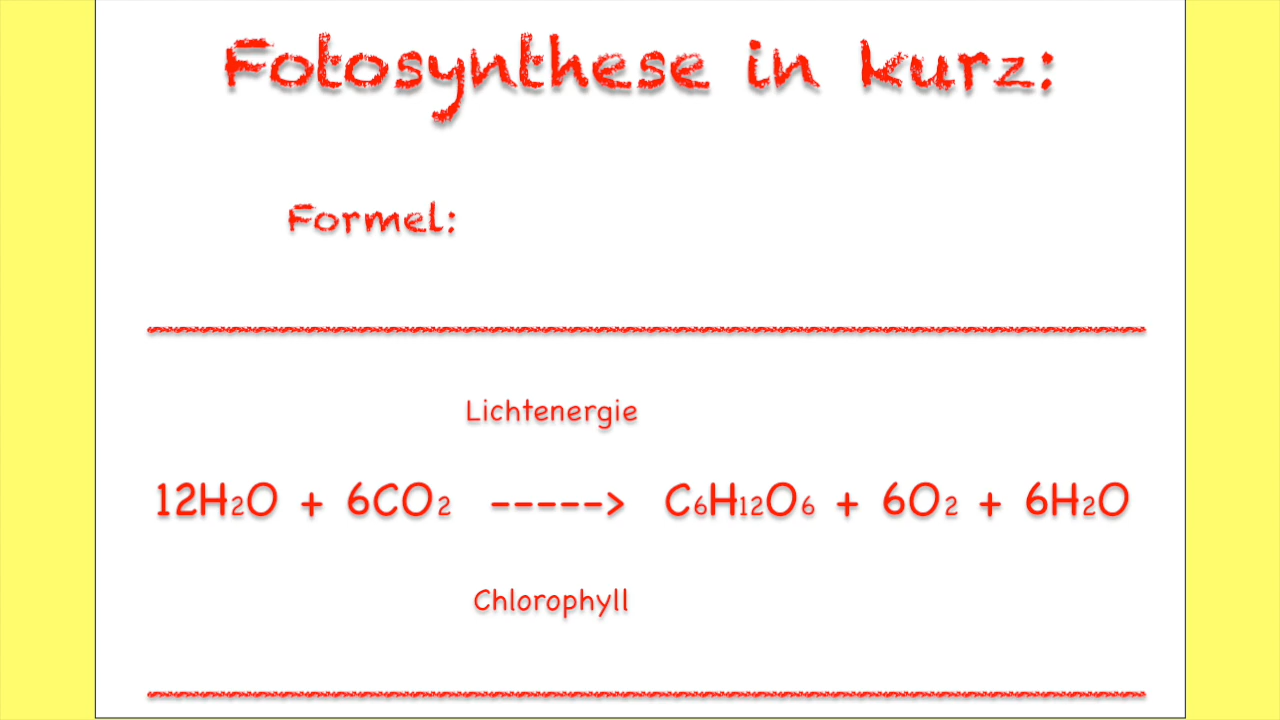 Fotosynthese in kurz:
Formel:
Lichtenergie
12H₂O + 6CO₂ -----> C₆H₁₂O₆ + 6O₂ + 6H₂O
Chlorophyll